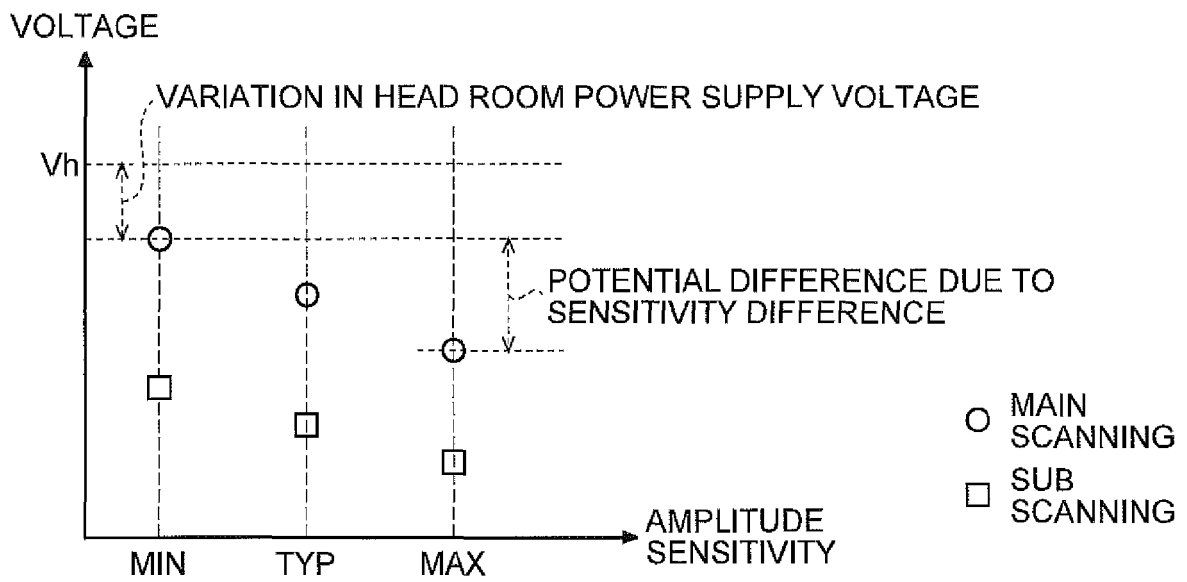 VOLTAGE
VARIATION IN HEAD ROOM POWER SUPPLY VOLTAGE
Vh
POTENTIAL DIFFERENCE DUE TO
SENSITIVITY DIFFERENCE
MAIN
SCANNING
SUB
SCANNING
AMPLITUDE
SENSITIVITY
MIN
TYP
MAX